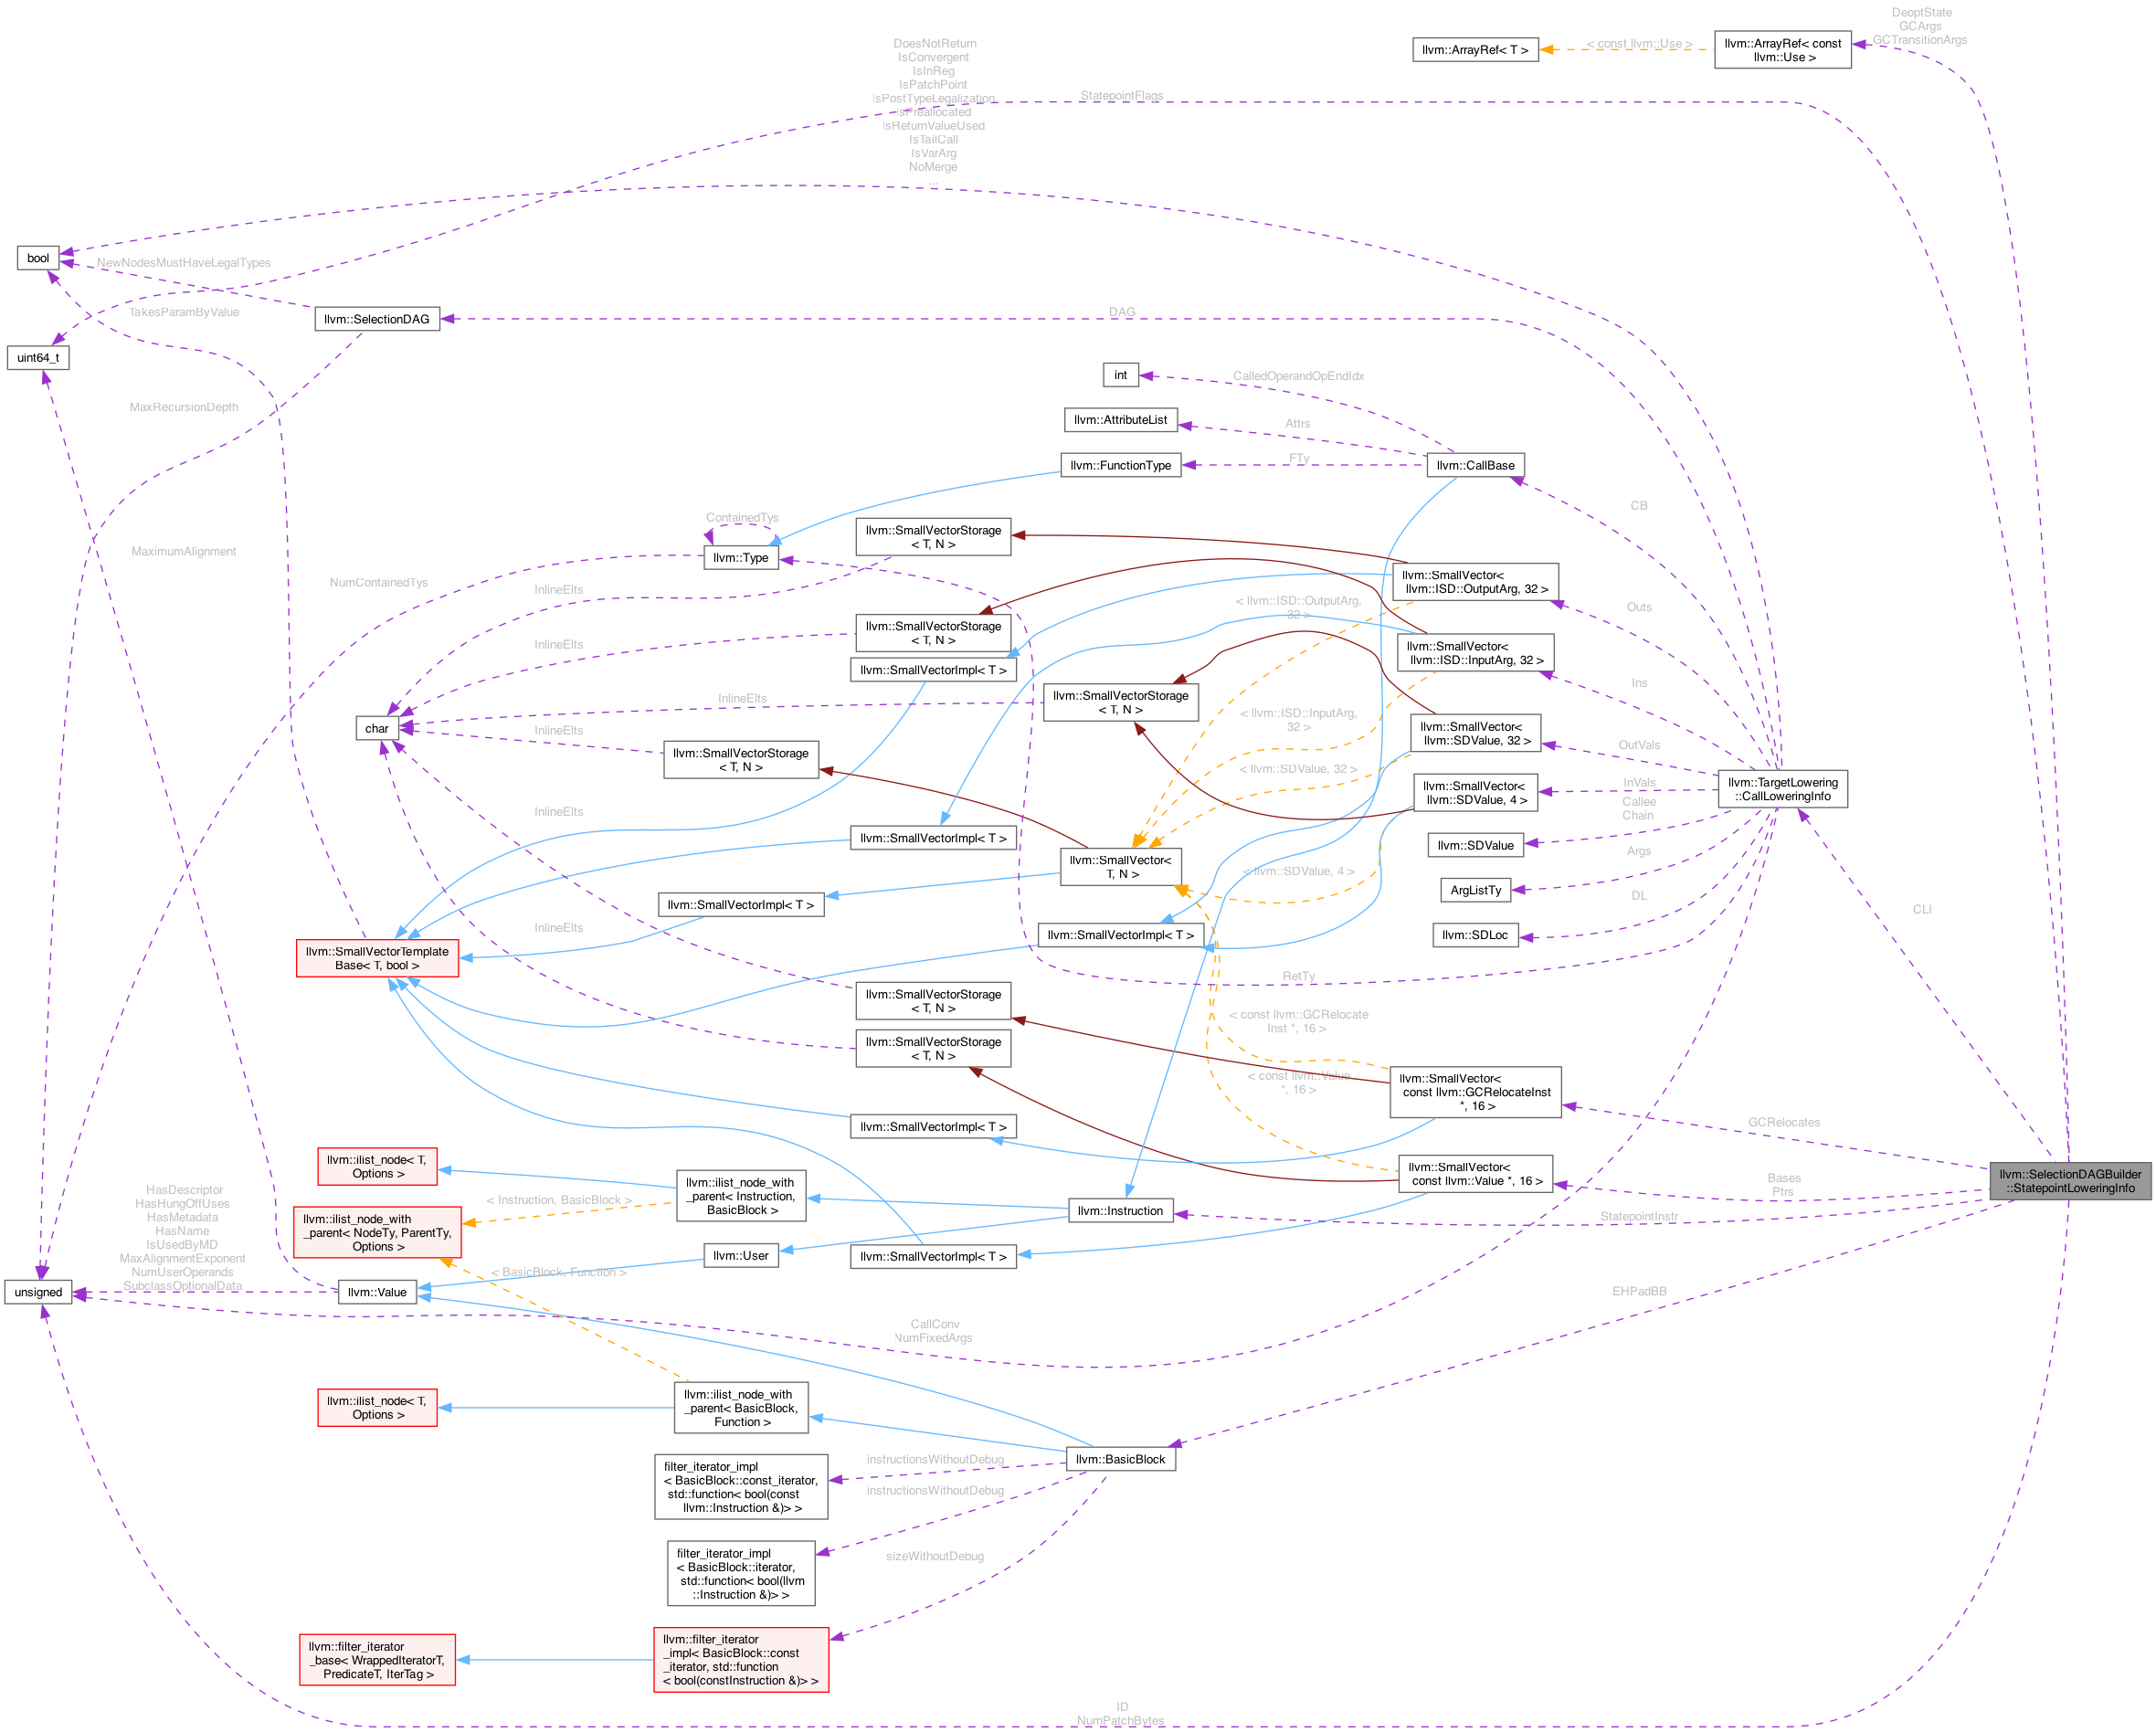 DeoptState
GCArgs
GCTransitionArgs
llvm::ArrayRef< T >
< const llvm::Use >
llvm::ArrayRef< const
llvm::Use >
DoesNotReturn
IsConvergent
IsInReg
IsPatchPoint
IsPostTypeLegalization
IsPreallocated
IsReturnValueUsed
IsTailCall
IsVarArg
NoMerge
...
StatepointFlags
bool
NewNodesMustHaveLegalTypes
TakesParamByValue
llvm::SelectionDAG
DAG
uint64_t
int
CalledOperandOpEndIdx
MaxRecursionDepth
llvm::AttributeList
Attrs
llvm::FunctionType
FTy
llvm::CallBase
CB
ContainedTys
llvm::Type
llvm::SmallVectorStorage
< T, N >
MaximumAlignment
NumContainedTys
InlineElts
llvm::SmallVector<
llvm::ISD::OutputArg, 32 >
Outs
< llvm::ISD::OutputArg,
32 >
llvm::SmallVectorStorage
< T, N >
InlineElts
llvm::SmallVectorImpl< T >
llvm::SmallVector<
llvm::ISD::InputArg, 32 >
Ins
llvm::SmallVectorStorage
< T, N >
InlineElts
< llvm::ISD::InputArg,
32 >
char
InlineElts
llvm::SmallVectorStorage
< T, N >
llvm::SmallVector<
llvm::SDValue, 32 >
OutVals
< llvm::SDValue, 32 >
llvm::SmallVector<
llvm::SDValue, 4 >
InVals
Callee
Chain
llvm::TargetLowering
::CallLoweringInfo
InlineElts
llvm::SmallVectorImpl< T >
llvm::SDValue
llvm::SmallVector<
T, N >
Args
< llvm::SDValue, 4 >
ArgListTy
DL
llvm::SmallVectorImpl< T >
CLI
InlineElts
llvm::SmallVectorImpl< T >
llvm::SDLoc
llvm::SmallVectorTemplate
Base< T, bool >
RetTy
llvm::SmallVectorStorage
< T, N >
< const llvm::GCRelocate
Inst *, 16 >
llvm::SmallVectorStorage
< T, N >
< const llvm::Value
*, 16 >
llvm::SmallVector<
const llvm::GCRelocateInst
*, 16 >
GCRelocates
llvm::SmallVectorImpl< T >
llvm::ilist_node< T,
Options >
llvm::ilist_node_with
_parent< Instruction,
BasicBlock >
llvm::SmallVector<
const llvm::Value *, 16 >
Bases
Ptrs
llvm::SelectionDAGBuilder
::StatepointLoweringInfo
HasDescriptor
HasHungOffUses
HasMetadata
HasName
IsUsedByMD
MaxAlignmentExponent
NumUserOperands
SubclassOptionalData
< Instruction, BasicBlock >
llvm::ilist_node_with
_parent< NodeTy, ParentTy,
Options >
llvm::Instruction
StatepointInstr
llvm::User
llvm::SmallVectorImpl< T >
< BasicBlock, Function >
unsigned
llvm::Value
EHPadBB
CallConv
NumFixedArgs
llvm::ilist_node< T,
Options >
llvm::ilist_node_with
_parent< BasicBlock,
Function >
llvm::BasicBlock
filter_iterator_impl
< BasicBlock::const_iterator,
std::function< bool(const
llvm::Instruction &)> >
instructionsWithoutDebug
instructionsWithoutDebug
filter_iterator_impl
< BasicBlock::iterator,
std::function< bool(llvm
::Instruction &)> >
sizeWithoutDebug
llvm::filter_iterator
_base< WrappedIteratorT,
PredicateT, IterTag >
llvm::filter_iterator
_impl< BasicBlock::const
_iterator, std::function
< bool(constInstruction &)> >
ID
NumPatchBytes